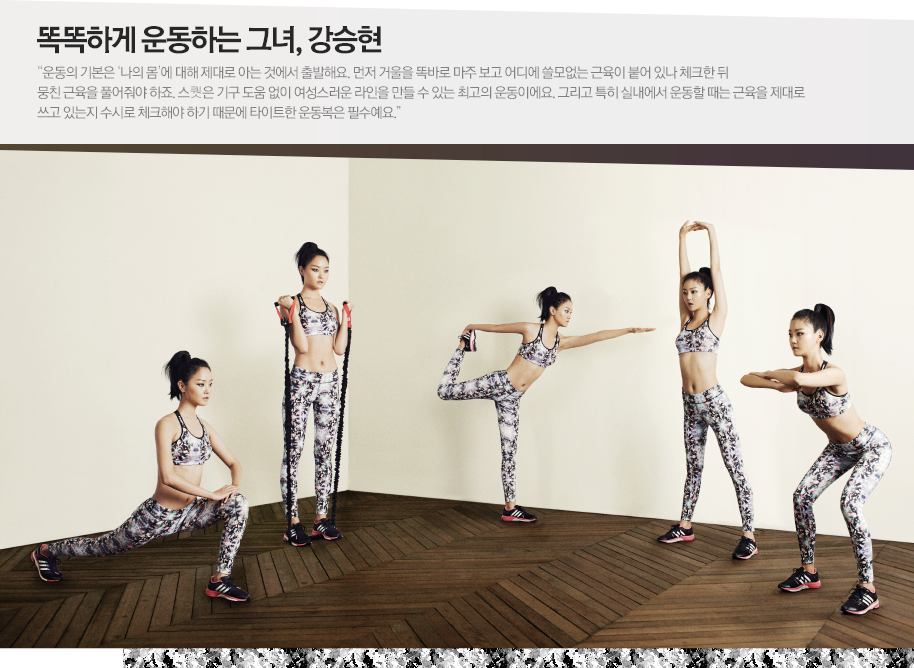 똑똑하게 운동하는 그녀, 강승현
“운동의 기본은 ‘나의 몸’에 대해 제대로 아는 것에서 출발해요. 먼저 거울을 똑바로 마주 보고 어디에 쓸모없는 근육이 붙어 있나 체크한 뒤
뭉친 근육을 풀어줘야 하죠. 스큇은 기구 도움 없이 여성스러운 라인을 만들 수 있는 최고의 운동이에요. 그리고 특히 실내에서 운동할 때는 근육을 제대로
쓰고 있는지 수시로 체크해야 하기 때문에 타이트한 운동복은 필수예요.”